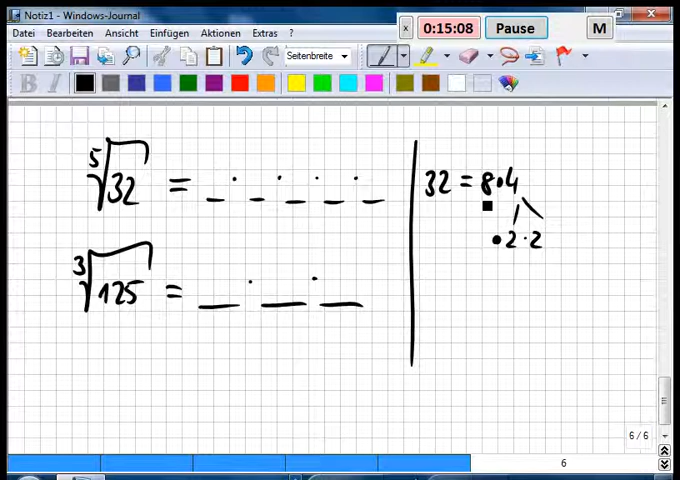 Notiz1 - Windows-Journal
x 0:15:08 Pause M
Datei Bearbeiten Ansicht Einfügen Aktionen Extras ?
Seitenbreite
B I
⁵√32 = _ · _ · _ · _ · _
32 = 8·4
·2·2
³√125 = _ · _ · _
6 / 6
6